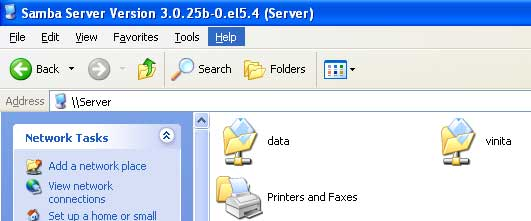 Samba Server Version 3.0.25b-0.el5.4 (Server)
File Edit View Favorites Tools Help
Back Search Folders
Address \\Server
Network Tasks
Add a network place
View network
connections
Set up a home or small
data
vinita
Printers and Faxes